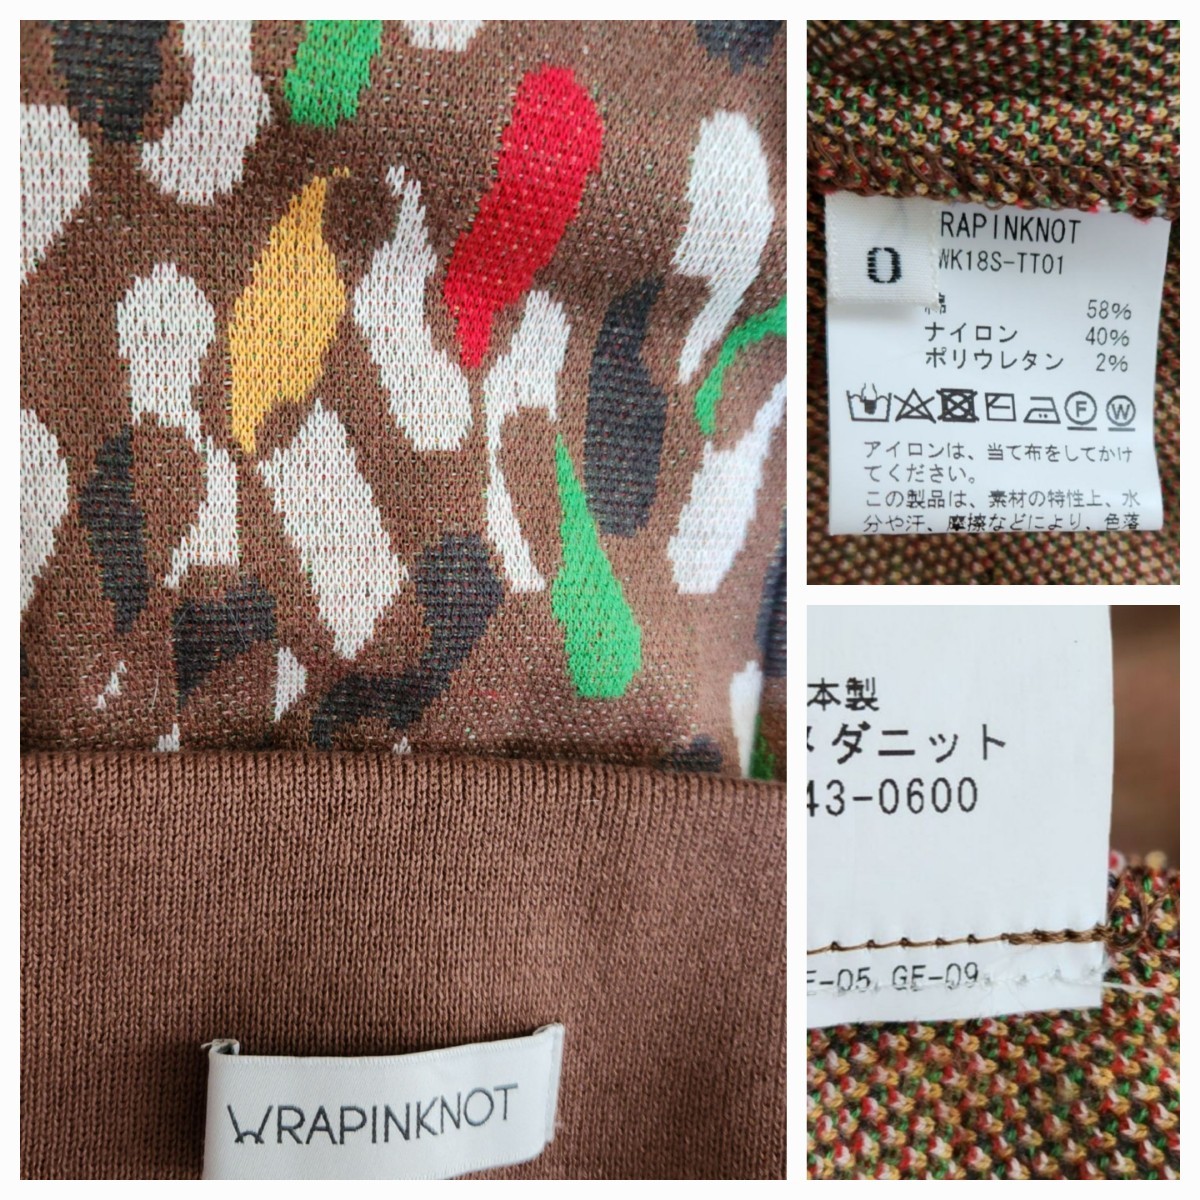 WRAPINKNOT
0
RAPINKNOT
WK18S-TT01
綿 58%
ナイロン 40%
ポリウレタン 2%
F W
アイロンは、当て布をしてかけ
てください。
この製品は、素材の特性上、水
分や汗、摩擦などにより、色落
本製
メダニット
43-0600
E-05 GE-09